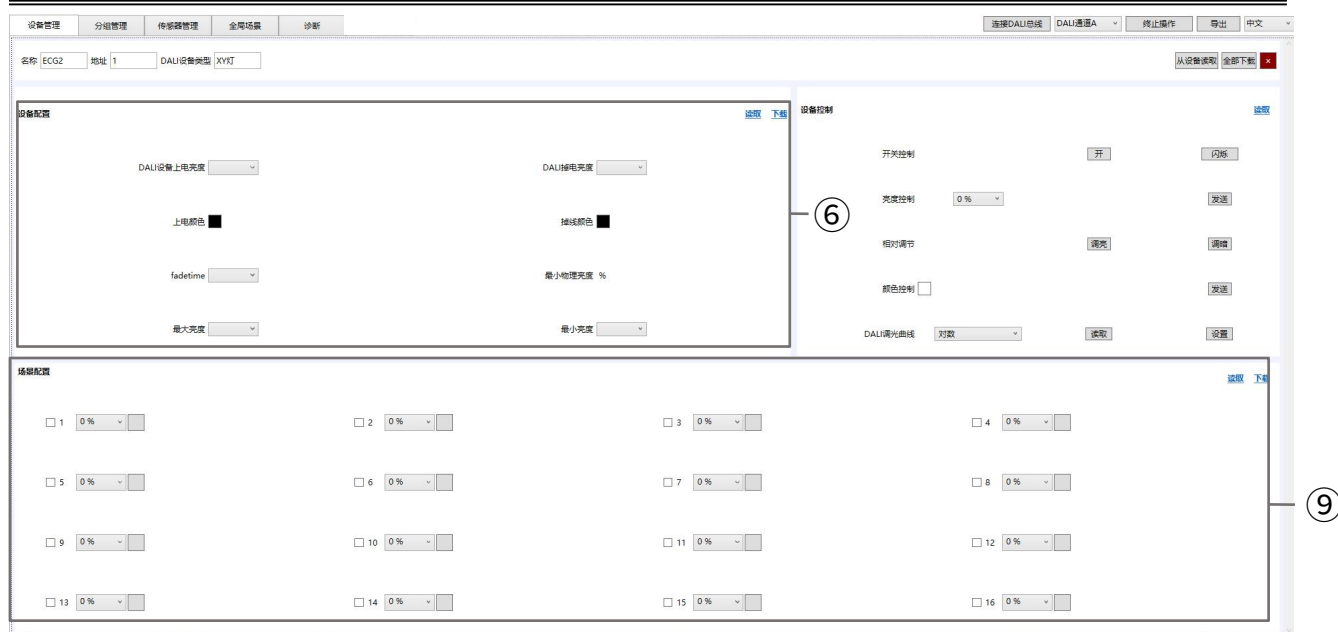 设备管理 分组管理 传感器管理 全局场景 诊断 连接DALI总线 DALI通道A 终止操作 导出 中文
名称 ECG2 地址 1 DALI设备类型 XY灯 从设备读取 全部下载 ×
设备配置 读取 下载
DALI设备上电亮度 DALI掉电亮度
上电颜色 掉线颜色
fadetime 最小物理亮度 %
最大亮度 最小亮度
⑥
设备控制 读取
开关控制 开 闪烁
亮度控制 0 % 发送
相对调节 调亮 调暗
颜色控制 发送
DALI调光曲线 对数 读取 设置
场景配置 读取 下载
1 0 % 2 0 % 3 0 % 4 0 %
5 0 % 6 0 % 7 0 % 8 0 %
9 0 % 10 0 % 11 0 % 12 0 %
13 0 % 14 0 % 15 0 % 16 0 %
⑨